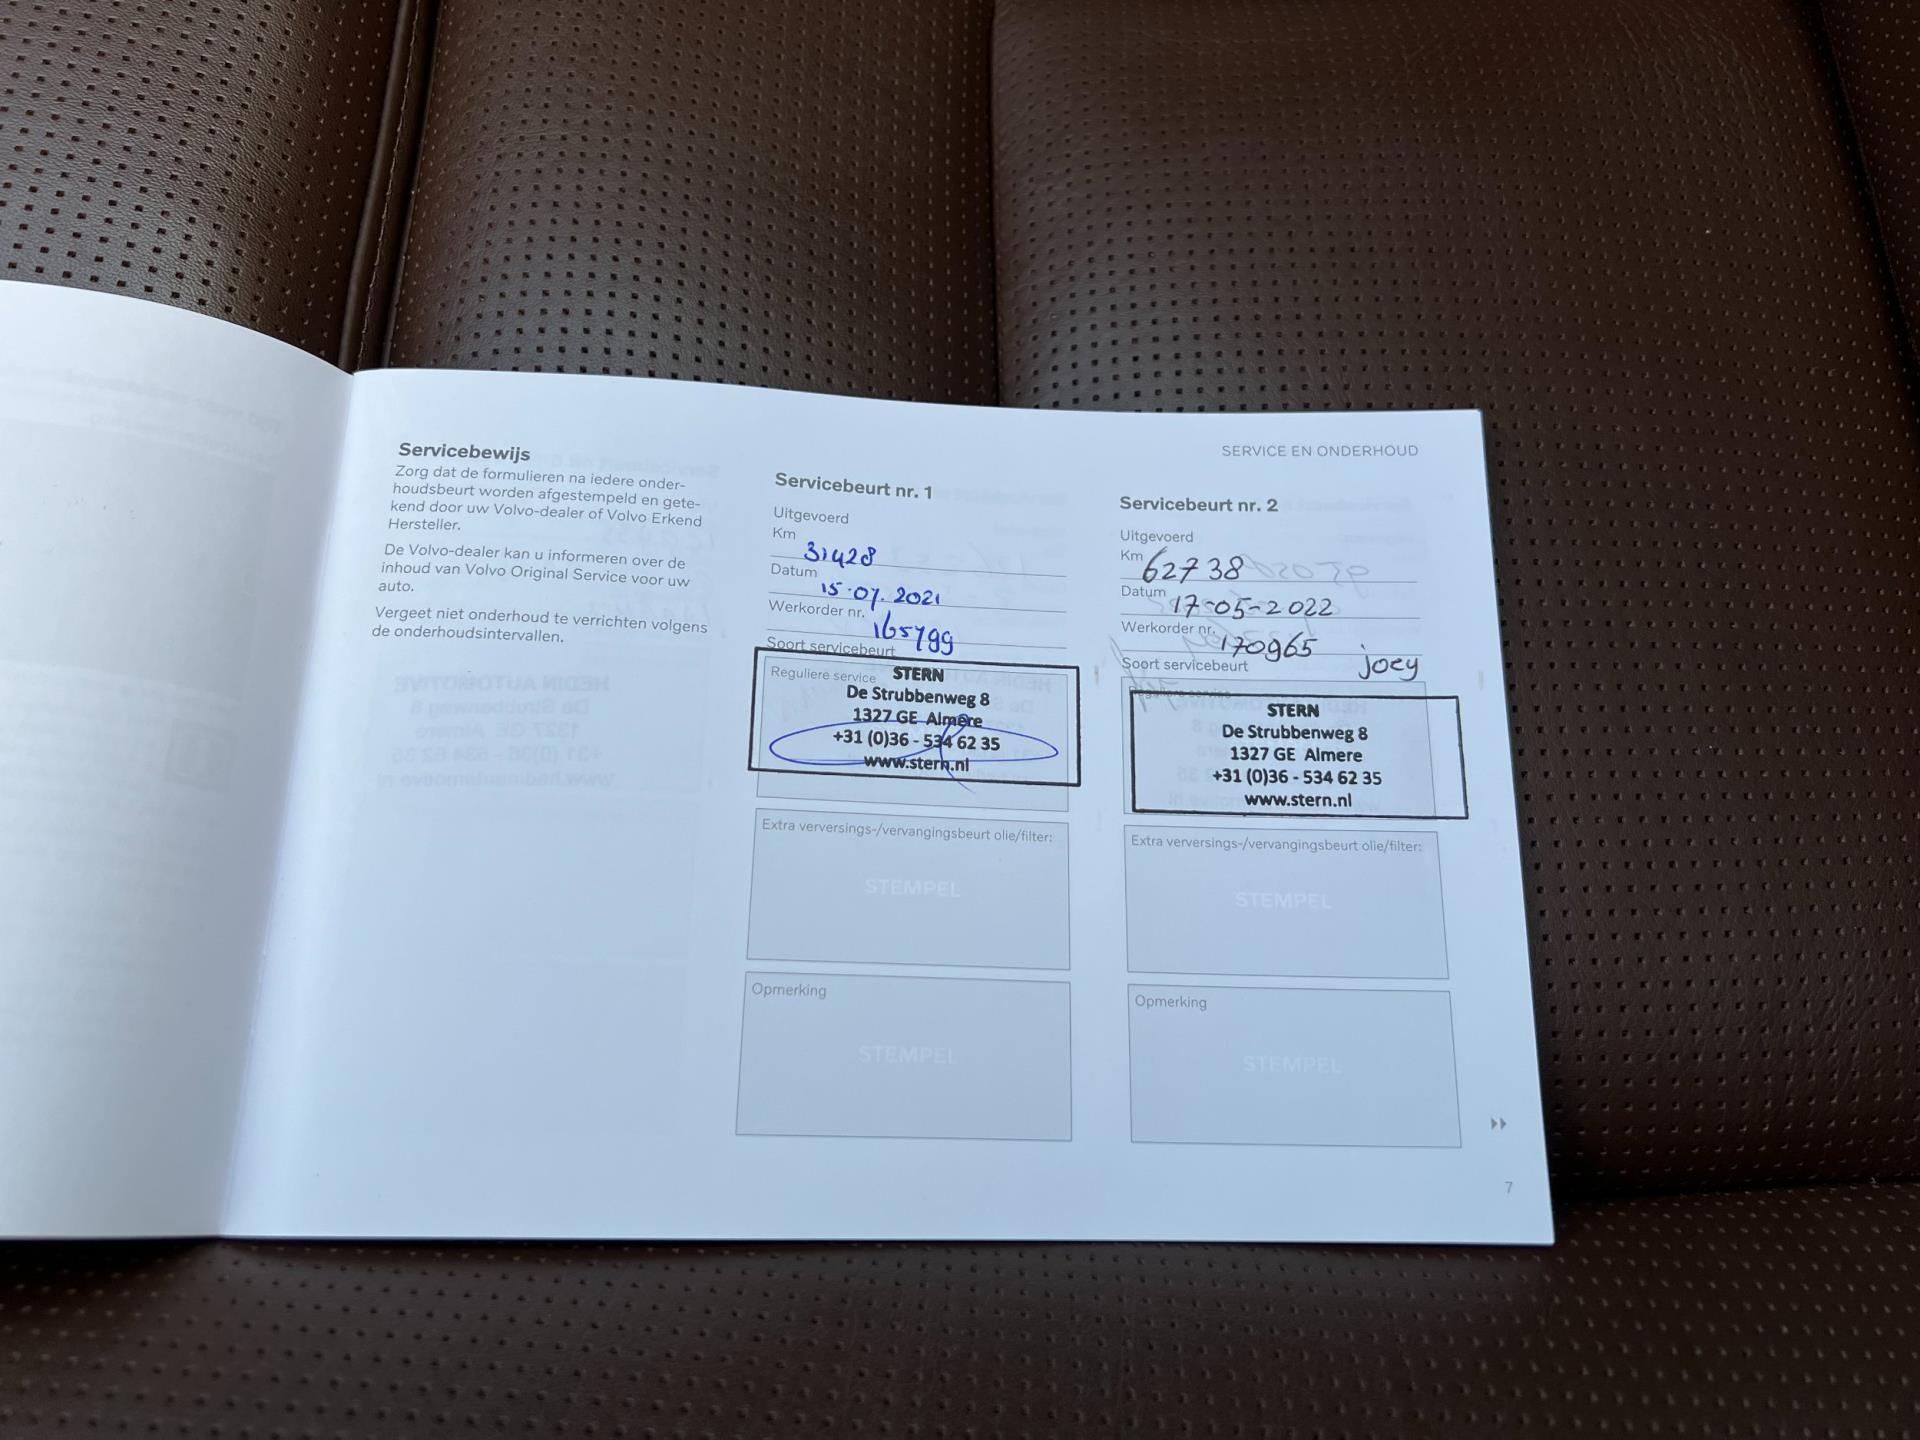 Servicebewijs
Zorg dat de formulieren na iedere onder-
houdsbeurt worden afgestempeld en gete-
kend door uw Volvo-dealer of Volvo Erkend
Hersteller.
De Volvo-dealer kan u informeren over de
inhoud van Volvo Original Service voor uw
auto.
Vergeet niet onderhoud te verrichten volgens
de onderhoudsintervallen.
Servicebeurt nr. 1
Uitgevoerd
Km 31428
Datum 15-07-2021
Werkorder nr. 165799
Soort servicebeurt
Reguliere service
STERN
De Strubbenweg 8
1327 GE Almere
+31 (0)36 - 534 62 35
www.stern.nl
Extra verversings-/vervangingsbeurt olie/filter:
STEMPEL
Opmerking
STEMPEL
SERVICE EN ONDERHOUD
Servicebeurt nr. 2
Uitgevoerd
Km 62738
Datum 17-05-2022
Werkorder nr. 170965
Soort servicebeurt joey
Reguliere service
STERN
De Strubbenweg 8
1327 GE Almere
+31 (0)36 - 534 62 35
www.stern.nl
Extra verversings-/vervangingsbeurt olie/filter:
STEMPEL
Opmerking
STEMPEL
7